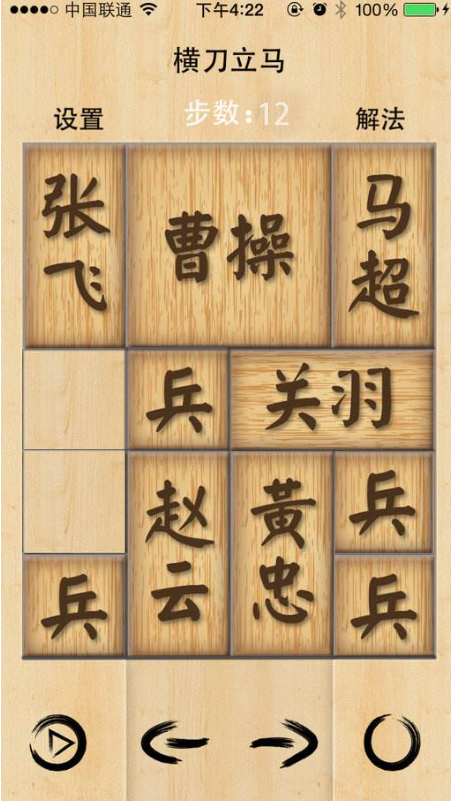 中国联通 下午4:22 100%
横刀立马
设置 步数:12 解法
张飞 曹操 马超
兵 关羽
赵云 黄忠 兵
兵 兵